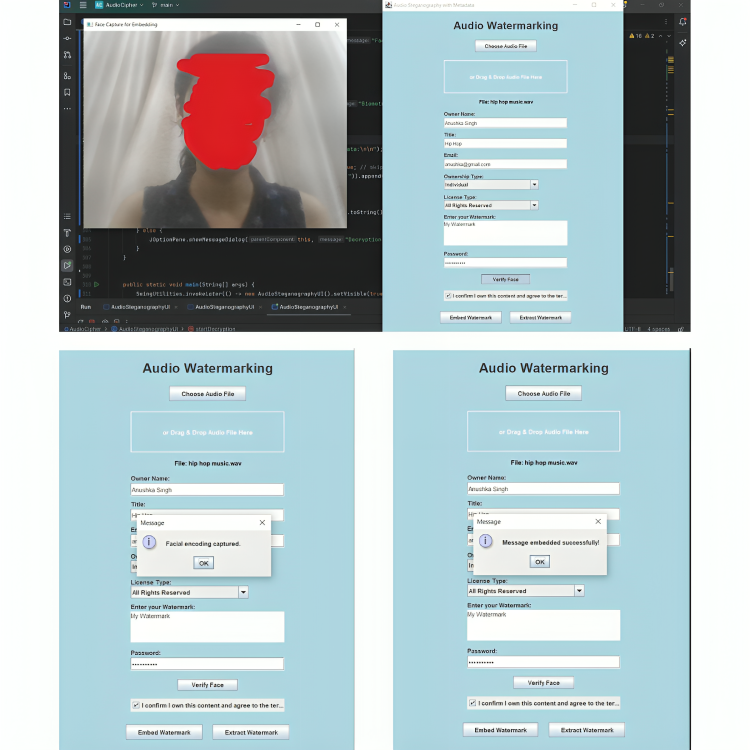 AC AudioCipher main
Face Capture for Embedding
Audio Steganography with Metadata
10 2
} else {
JOptionPane.showMessageDialog( parentComponent: this, message:
}
}
public static void main(String[] args) {
SwingUtilities.invokeLater(() -> new AudioSteganographyUI().setVisible(true
}
Run AudioSteganographyUI AudioSteganographyUI AudioSteganographyUI
AudioCipher AudioSteganographyUI startDecryption
UTF-8 4 spaces
Audio Watermarking
Choose Audio File
or Drag & Drop Audio File Here
File: hip hop music.wav
Owner Name:
Anushka Singh
Title:
Hip Hop
Email:
anushka@gmail.com
Ownership Type:
Individual
License Type:
All Rights Reserved
Enter your Watermark:
My Watermark
Password:
Verify Face
I confirm I own this content and agree to the ter...
Embed Watermark Extract Watermark
Audio Watermarking
Choose Audio File
or Drag & Drop Audio File Here
File: hip hop music.wav
Owner Name:
Anushka Singh
Title:
Message
Facial encoding captured.
OK
License Type:
All Rights Reserved
Enter your Watermark:
My Watermark
Password:
Verify Face
I confirm I own this content and agree to the ter...
Embed Watermark Extract Watermark
Audio Watermarking
Choose Audio File
or Drag & Drop Audio File Here
File: hip hop music.wav
Owner Name:
Anushka Singh
Title:
Message
Message embedded successfully!
OK
License Type:
All Rights Reserved
Enter your Watermark:
My Watermark
Password:
Verify Face
I confirm I own this content and agree to the ter...
Embed Watermark Extract Watermark